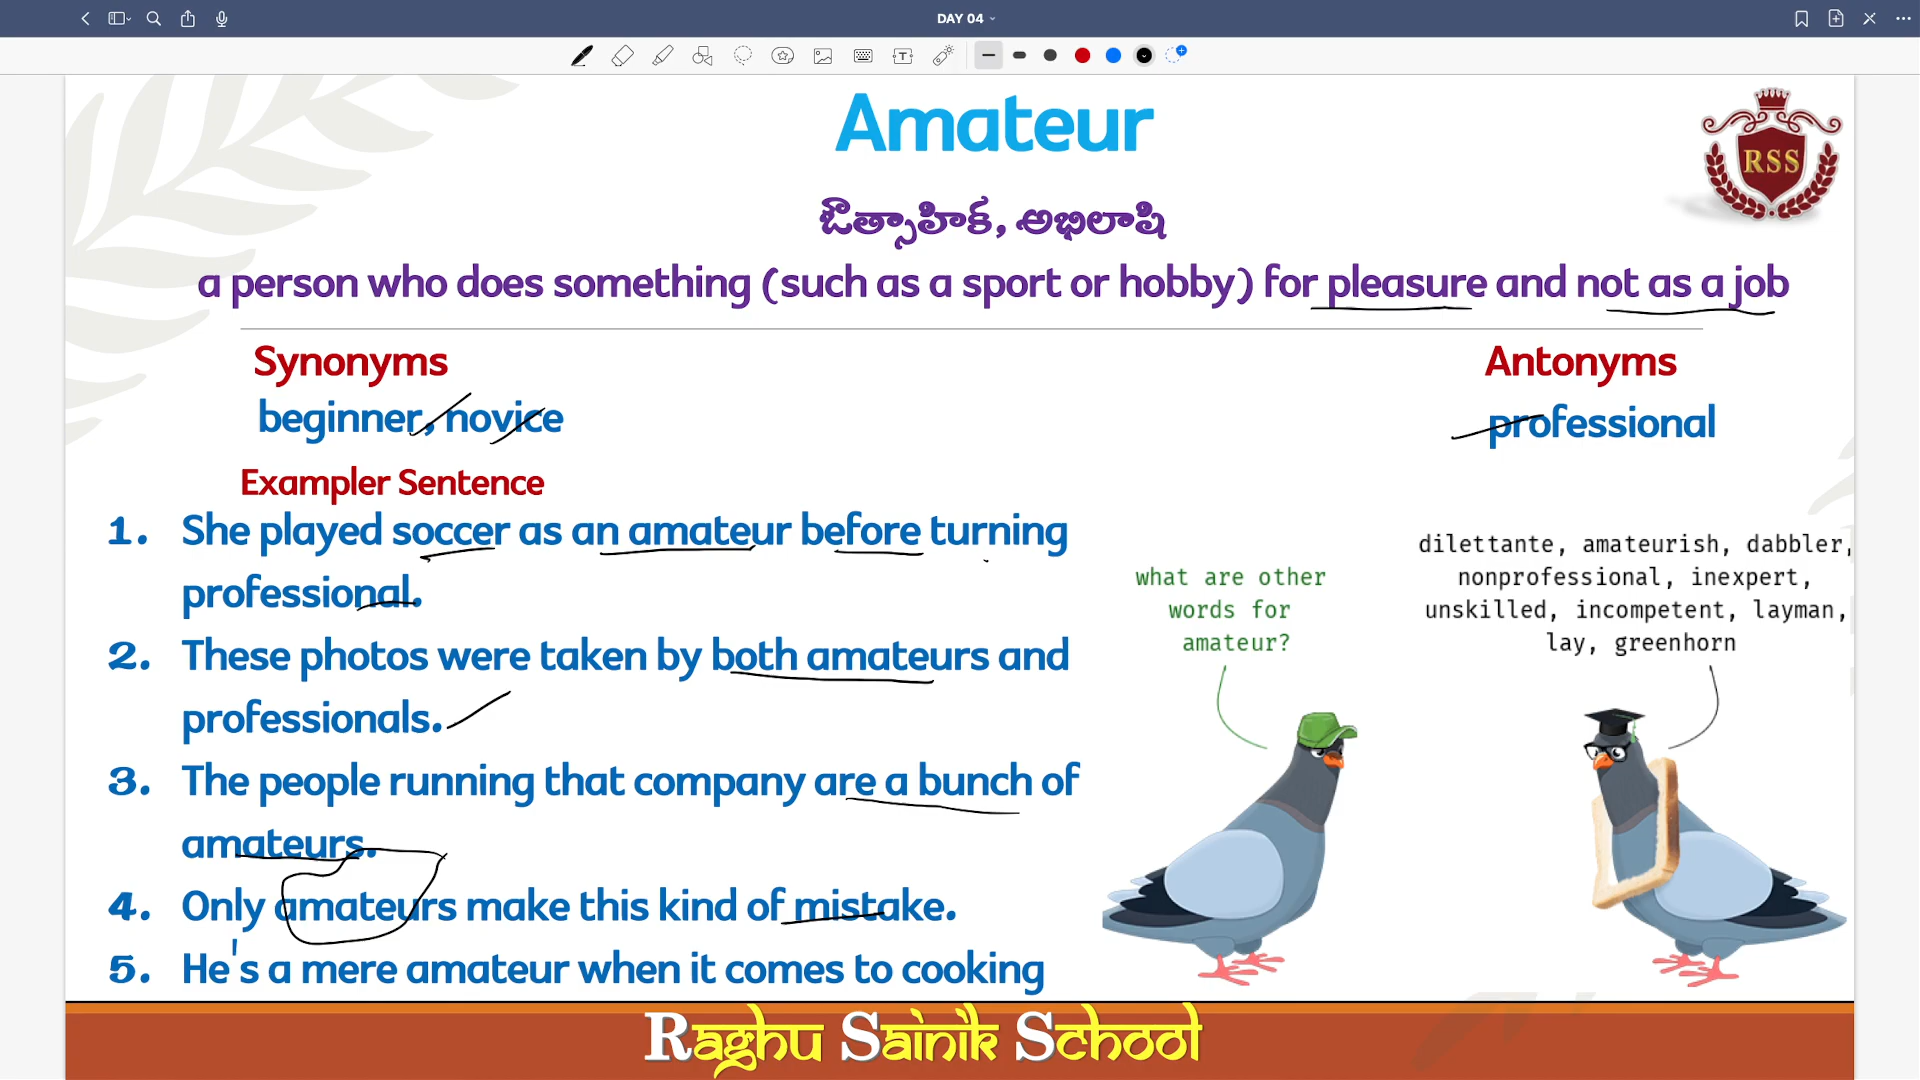 DAY 04
Amateur
RSS
ఔత్సాహిక, అభిలాషి
a person who does something (such as a sport or hobby) for pleasure and not as a job
Synonyms
Antonyms
beginner, novice
professional
Exampler Sentence
1. She played soccer as an amateur before turning
professional.
2. These photos were taken by both amateurs and
professionals.
3. The people running that company are a bunch of
amateurs.
4. Only amateurs make this kind of mistake.
5. He's a mere amateur when it comes to cooking
what are other
words for
amateur?
dilettante, amateurish, dabbler,
nonprofessional, inexpert,
unskilled, incompetent, layman,
lay, greenhorn
Raghu Sainik School